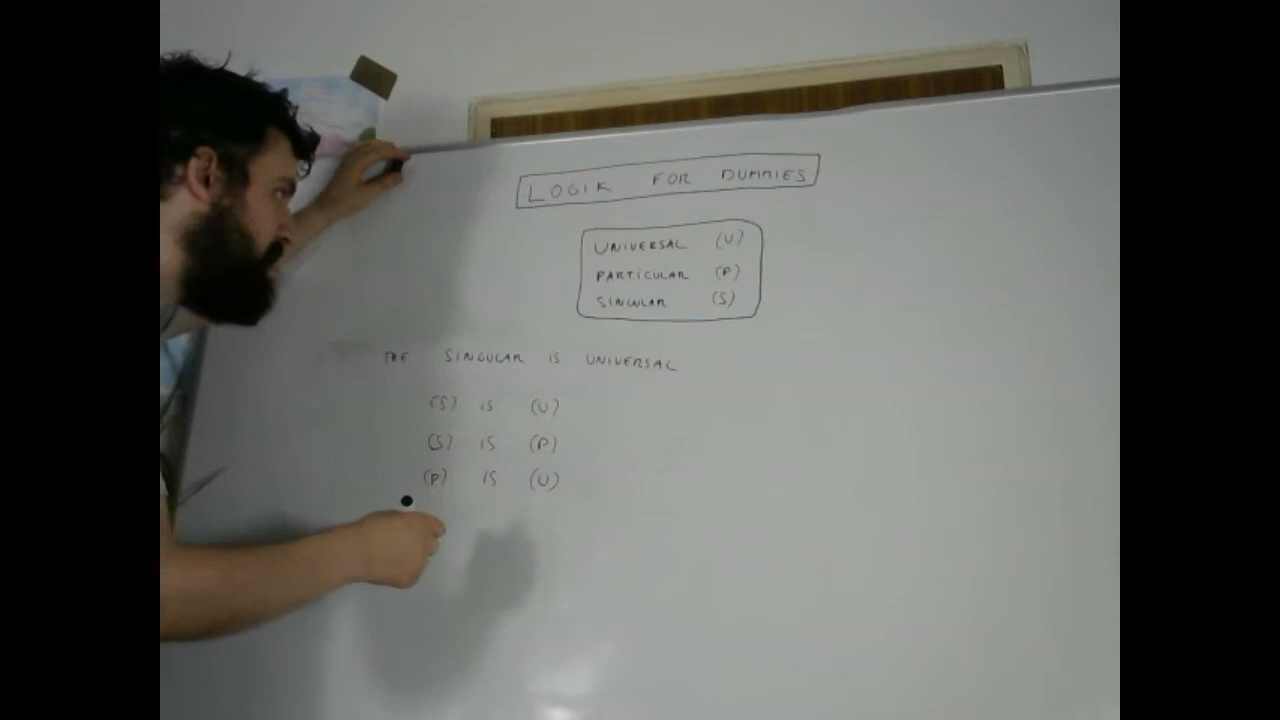 LOGIK FOR DUMMIES
UNIVERSAL (U)
PARTICULAR (P)
SINGULAR (S)
THE SINGULAR IS UNIVERSAL
(S) IS (U)
(S) IS (P)
(P) IS (U)